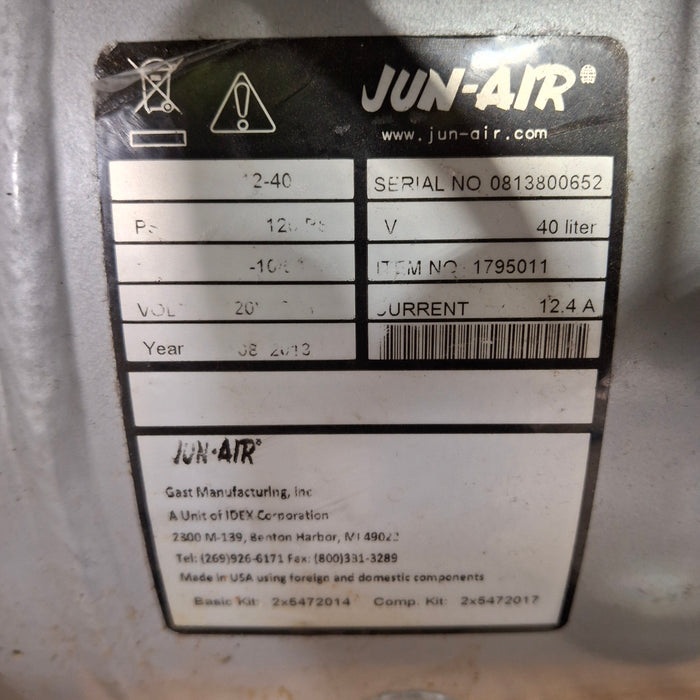 JUN-AIR®
www.jun-air.com
2-40 SERIAL NO 0813800652
V 40 liter
ITEM NO 1795011
CURRENT 12.4 A
Year 2013
JUN-AIR®
Gast Manufacturing, Inc
A Unit of IDEX Corporation
2300 M-139, Benton Harbor, MI 49022
Tel: (269)926-6171 Fax: (800)331-3289
Made in USA using foreign and domestic components
Basic Kit: 2x5472014 Comp. Kit: 2x5472017